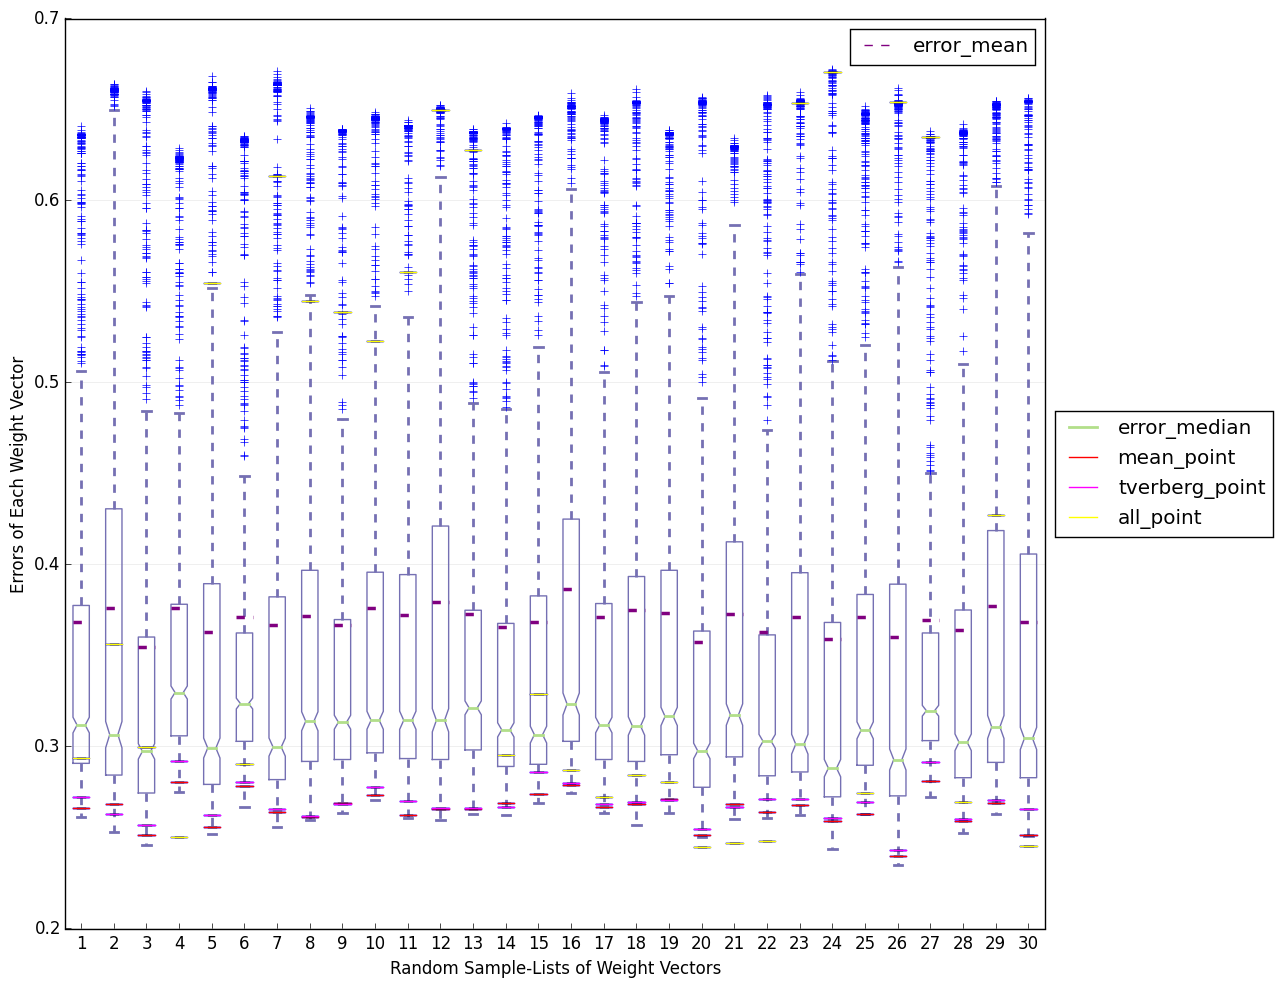 0.7
0.6
0.5
0.4
0.3
0.2
Errors of Each Weight Vector
error_mean
error_median
mean_point
tverberg_point
all_point
1 2 3 4 5 6 7 8 9 10 11 12 13 14 15 16 17 18 19 20 21 22 23 24 25 26 27 28 29 30
Random Sample-Lists of Weight Vectors